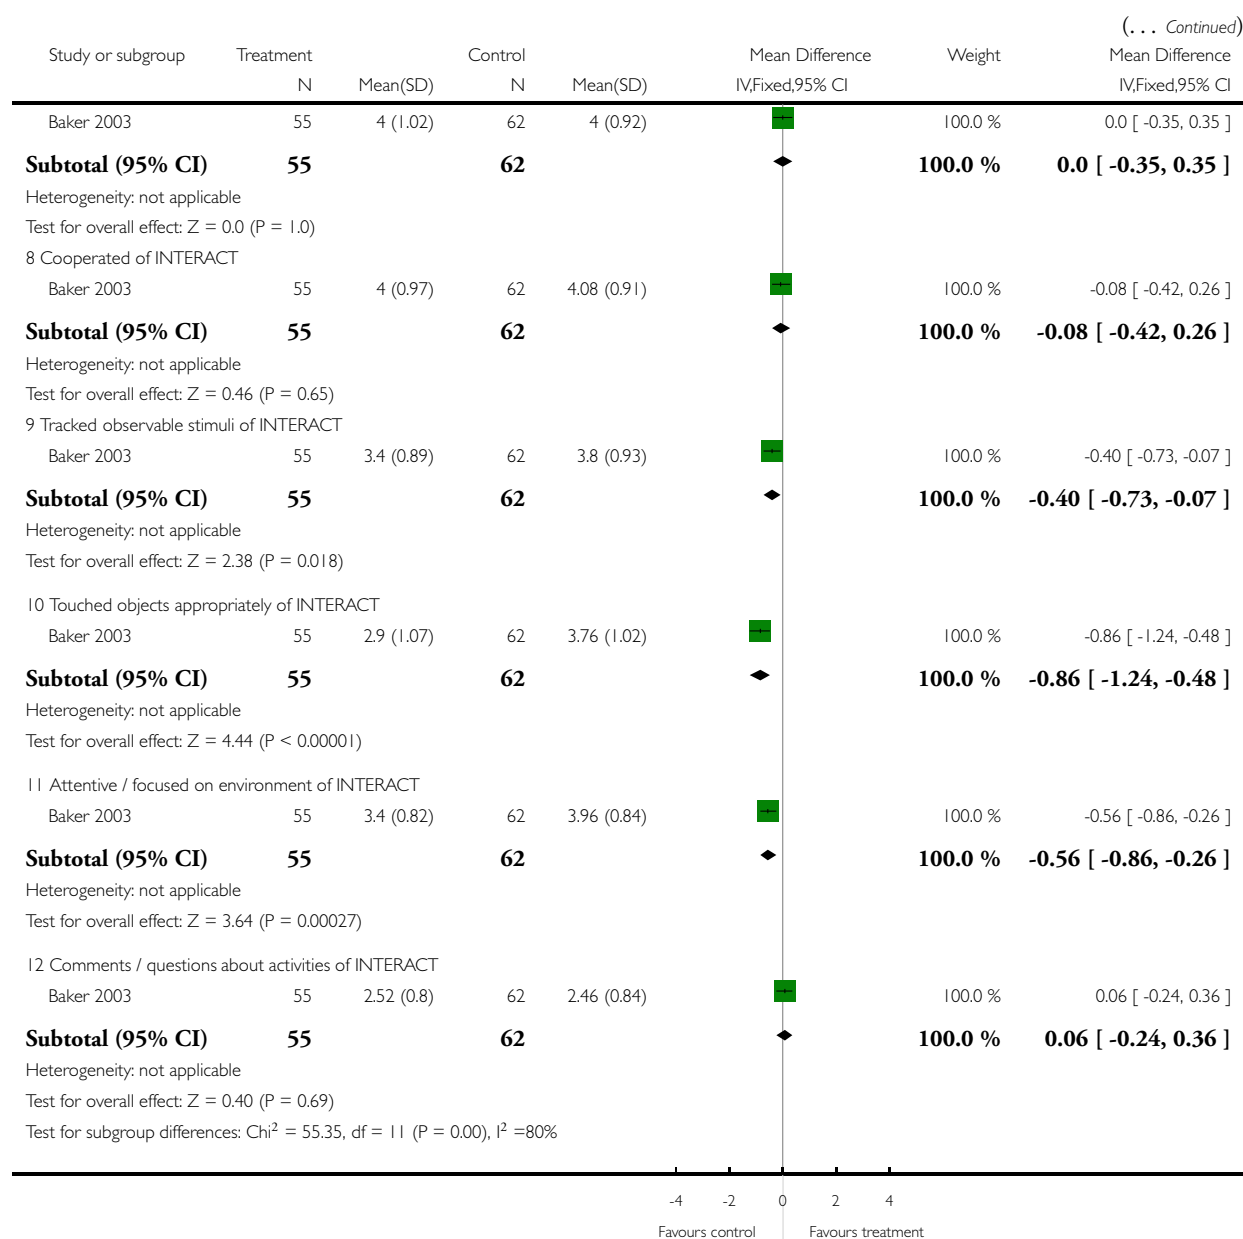 (... Continued)
Study or subgroup Treatment Control Mean Difference Weight Mean Difference
N Mean(SD) N Mean(SD) IV,Fixed,95% CI IV,Fixed,95% CI
Baker 2003 55 4 (1.02) 62 4 (0.92) 100.0 % 0.0 [ -0.35, 0.35 ]
Subtotal (95% CI) 55 62 100.0 % 0.0 [ -0.35, 0.35 ]
Heterogeneity: not applicable
Test for overall effect: Z = 0.0 (P = 1.0)
8 Cooperated of INTERACT
Baker 2003 55 4 (0.97) 62 4.08 (0.91) 100.0 % -0.08 [ -0.42, 0.26 ]
Subtotal (95% CI) 55 62 100.0 % -0.08 [ -0.42, 0.26 ]
Heterogeneity: not applicable
Test for overall effect: Z = 0.46 (P = 0.65)
9 Tracked observable stimuli of INTERACT
Baker 2003 55 3.4 (0.89) 62 3.8 (0.93) 100.0 % -0.40 [ -0.73, -0.07 ]
Subtotal (95% CI) 55 62 100.0 % -0.40 [ -0.73, -0.07 ]
Heterogeneity: not applicable
Test for overall effect: Z = 2.38 (P = 0.018)
10 Touched objects appropriately of INTERACT
Baker 2003 55 2.9 (1.07) 62 3.76 (1.02) 100.0 % -0.86 [ -1.24, -0.48 ]
Subtotal (95% CI) 55 62 100.0 % -0.86 [ -1.24, -0.48 ]
Heterogeneity: not applicable
Test for overall effect: Z = 4.44 (P < 0.00001)
11 Attentive / focused on environment of INTERACT
Baker 2003 55 3.4 (0.82) 62 3.96 (0.84) 100.0 % -0.56 [ -0.86, -0.26 ]
Subtotal (95% CI) 55 62 100.0 % -0.56 [ -0.86, -0.26 ]
Heterogeneity: not applicable
Test for overall effect: Z = 3.64 (P = 0.00027)
12 Comments / questions about activities of INTERACT
Baker 2003 55 2.52 (0.8) 62 2.46 (0.84) 100.0 % 0.06 [ -0.24, 0.36 ]
Subtotal (95% CI) 55 62 100.0 % 0.06 [ -0.24, 0.36 ]
Heterogeneity: not applicable
Test for overall effect: Z = 0.40 (P = 0.69)
Test for subgroup differences: Chi² = 55.35, df = 11 (P = 0.00), I² =80%
-4 -2 0 2 4
Favours control Favours treatment